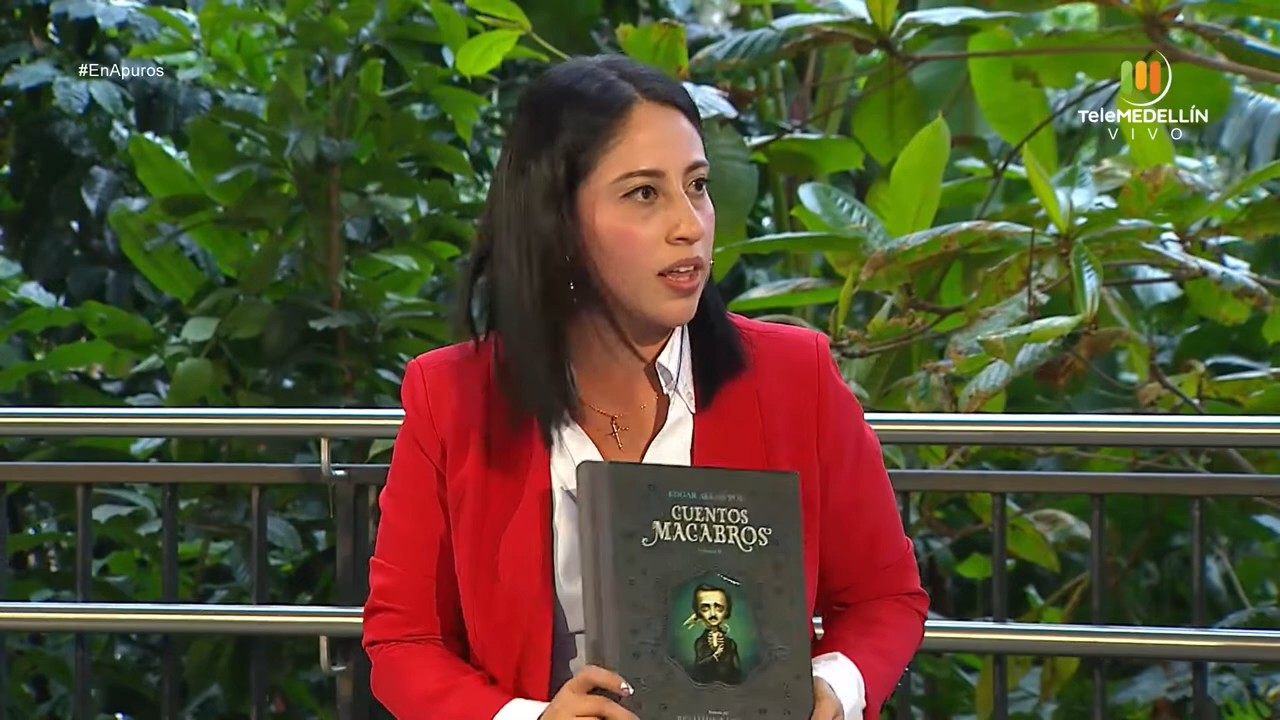 #EnApuros
TeleMEDELLÍN
VIVO
EDGAR ALLAN POE
CUENTOS
MACABROS